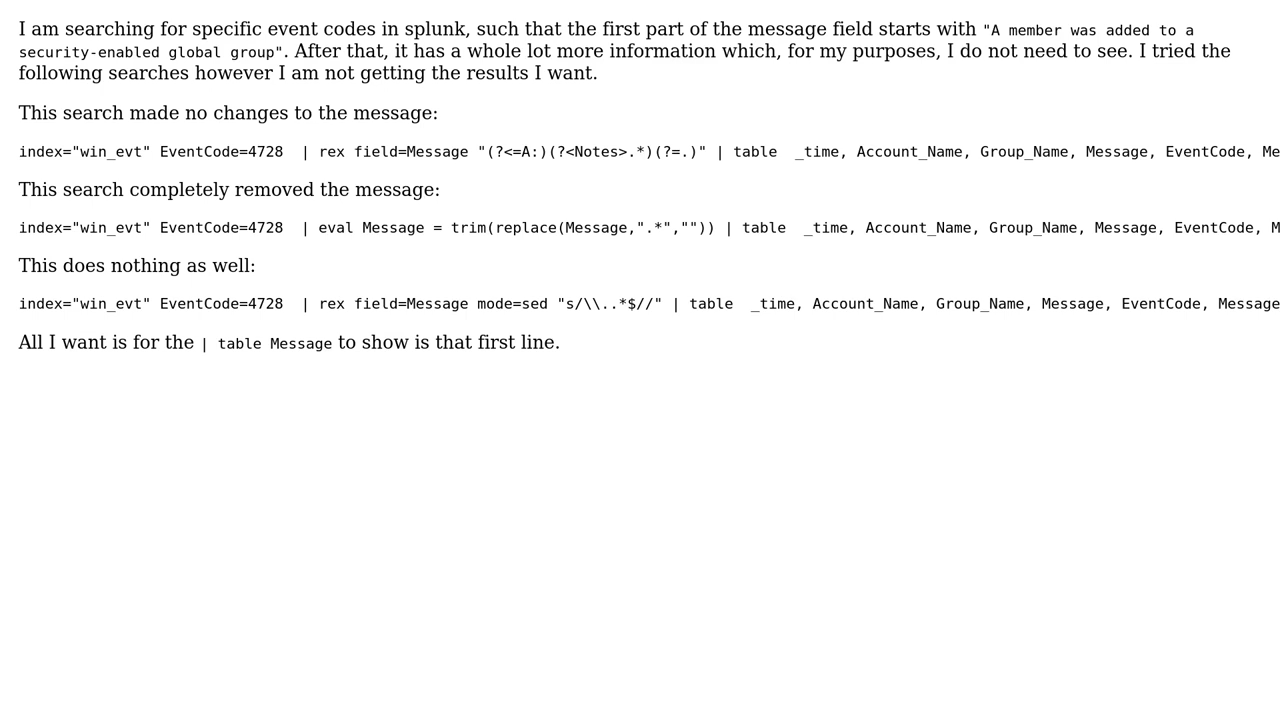 I am searching for specific event codes in splunk, such that the first part of the message field starts with "A member was added to a
security-enabled global group". After that, it has a whole lot more information which, for my purposes, I do not need to see. I tried the
following searches however I am not getting the results I want.
This search made no changes to the message:
index="win_evt" EventCode=4728  | rex field=Message "(?<=A:)(?<Notes>.*)(?=.)" | table  _time, Account_Name, Group_Name, Message, EventCode, Me
This search completely removed the message:
index="win_evt" EventCode=4728  | eval Message = trim(replace(Message,".*","")) | table  _time, Account_Name, Group_Name, Message, EventCode, M
This does nothing as well:
index="win_evt" EventCode=4728  | rex field=Message mode=sed "s/\\..*$//" | table  _time, Account_Name, Group_Name, Message, EventCode, Message
All I want is for the | table Message to show is that first line.